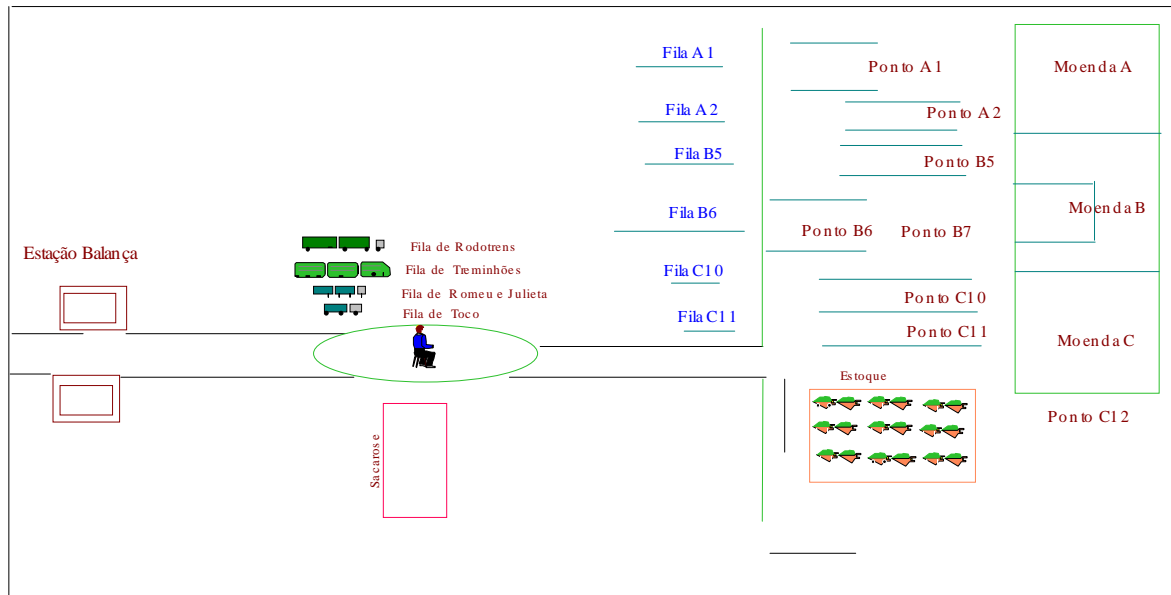 Fila A1
Ponto A1
Moenda A
Fila A2
Ponto A2
Fila B5
Ponto B5
Fila B6
Ponto B6
Ponto B7
Moenda B
Estação Balança
Fila de Rodotrens
Fila de Treminhões
Fila de Romeu e Julieta
Fila de Toco
Fila C10
Ponto C10
Fila C11
Ponto C11
Moenda C
Estoque
Ponto C12
Sacarose